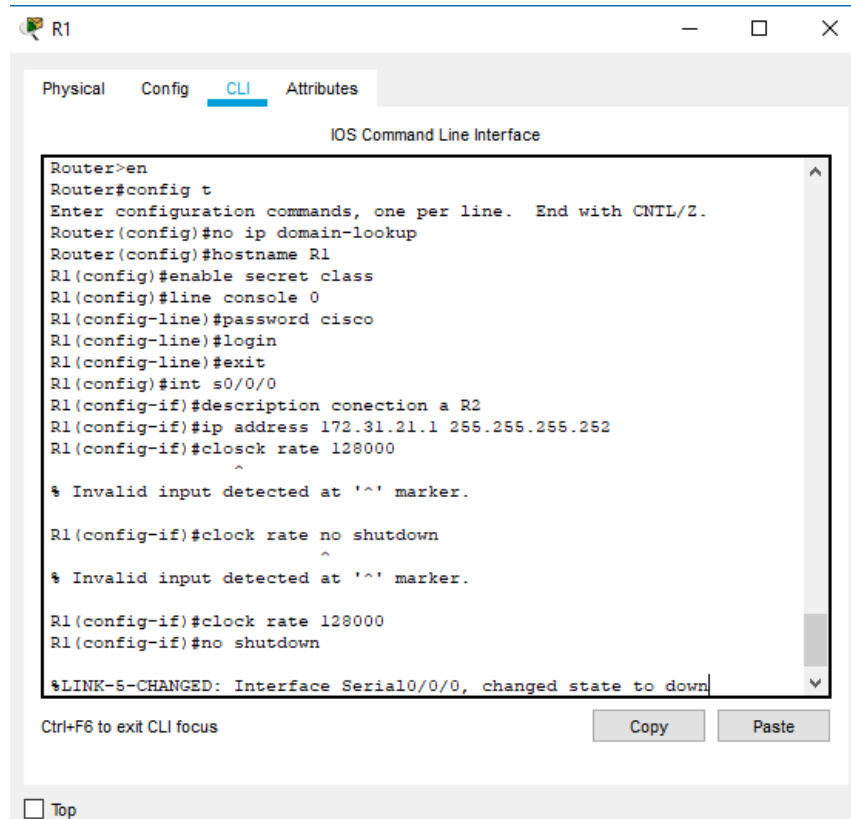 R1
Physical Config CLI Attributes
IOS Command Line Interface
Router>en
Router#config t
Enter configuration commands, one per line.  End with CNTL/Z.
Router(config)#no ip domain-lookup
Router(config)#hostname R1
R1(config)#enable secret class
R1(config)#line console 0
R1(config-line)#password cisco
R1(config-line)#login
R1(config-line)#exit
R1(config)#int s0/0/0
R1(config-if)#description conection a R2
R1(config-if)#ip address 172.31.21.1 255.255.255.252
R1(config-if)#closck rate 128000
^
% Invalid input detected at '^' marker.
R1(config-if)#clock rate no shutdown
^
% Invalid input detected at '^' marker.
R1(config-if)#clock rate 128000
R1(config-if)#no shutdown
%LINK-5-CHANGED: Interface Serial0/0/0, changed state to down
Ctrl+F6 to exit CLI focus Copy Paste
Top